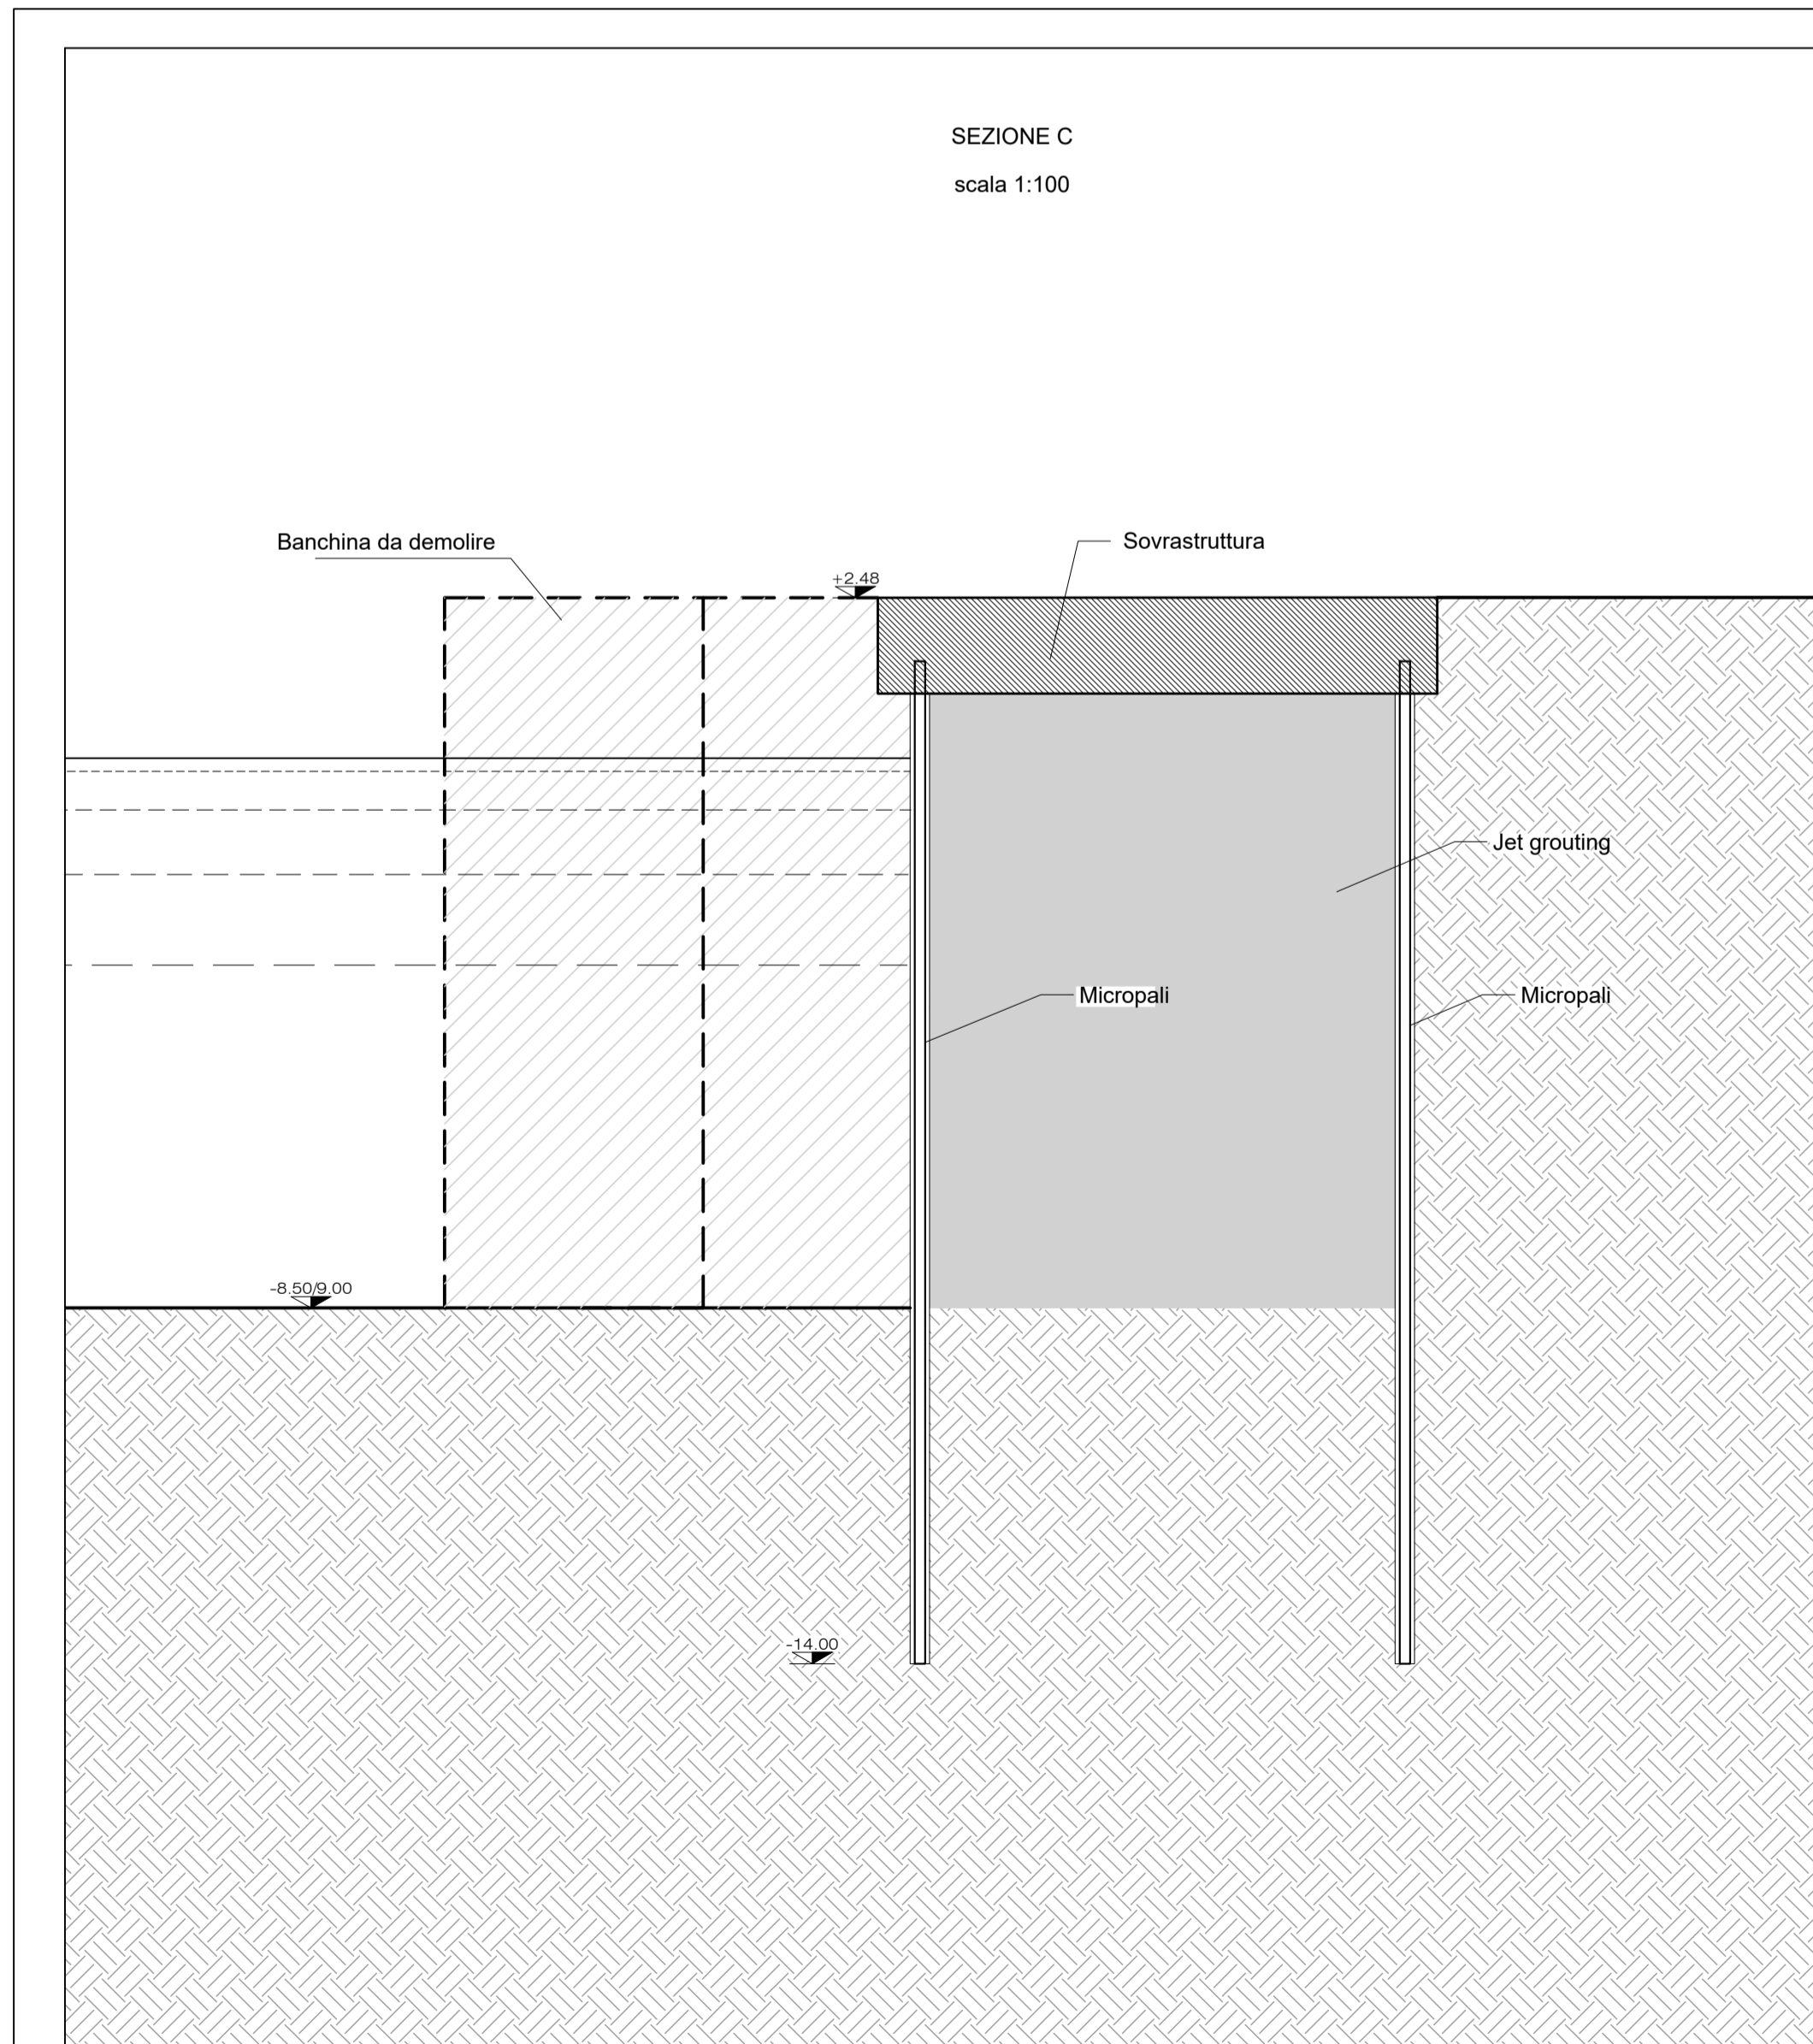 SEZIONE C
scala 1:100
Banchina da demolire
Sovrastruttura
+2.48
Jet grouting
Micropali
Micropali
-8.50/9.00
-14.00